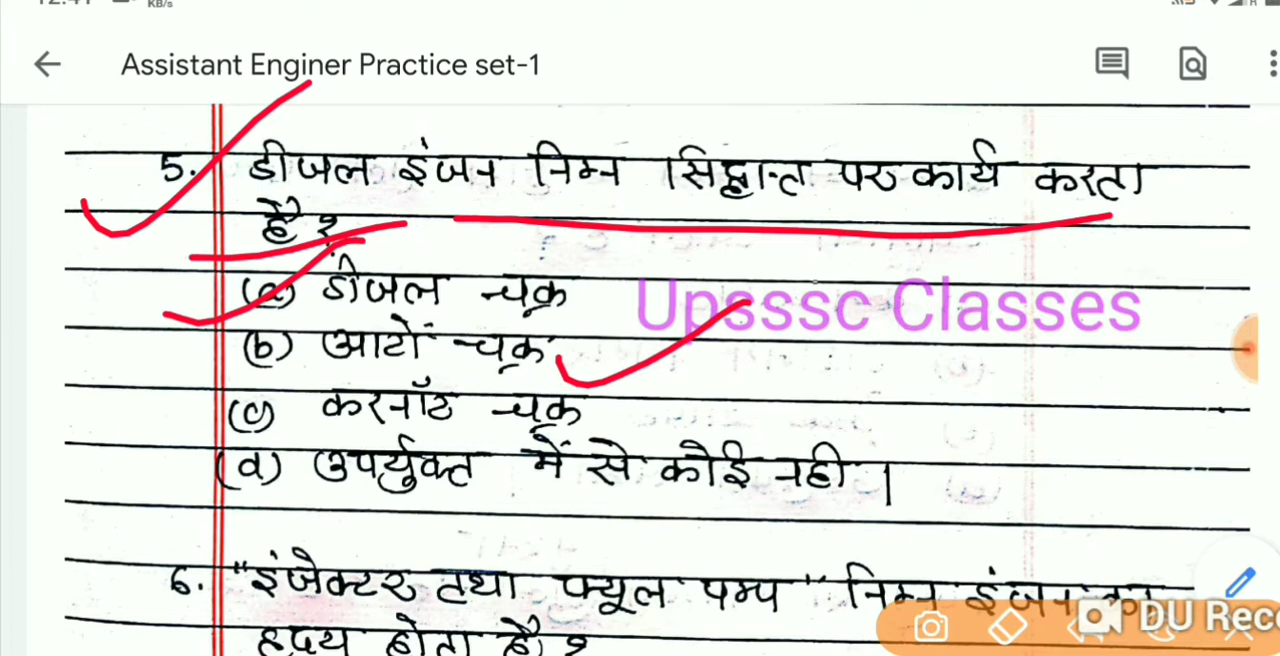 KB/s
Assistant Enginer Practice set-1
5. डीजल इंजन निम्न सिद्धान्त पर कार्य करता
है?
(a) डीजल चक्र
Upsssc Classes
(b) आटो चक्र
(c) करनॉट चक्र
(d) उपर्युक्त में से कोई नही।
6. "इंजेक्टर तथा फ्यूल पम्प" निम्न इंजन का
DU Rec
हृदय होता है?